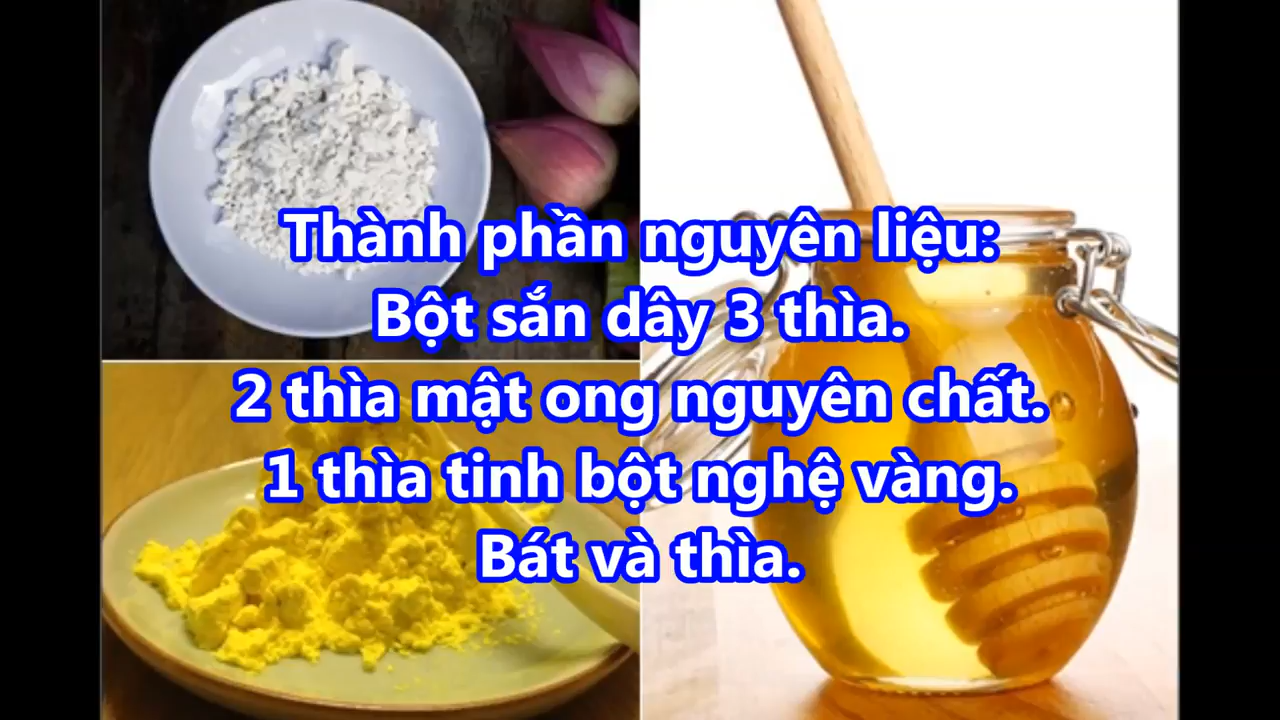 Thành phần nguyên liệu:
Bột sắn dây 3 thìa.
2 thìa mật ong nguyên chất.
1 thìa tinh bột nghệ vàng.
Bát và thìa.